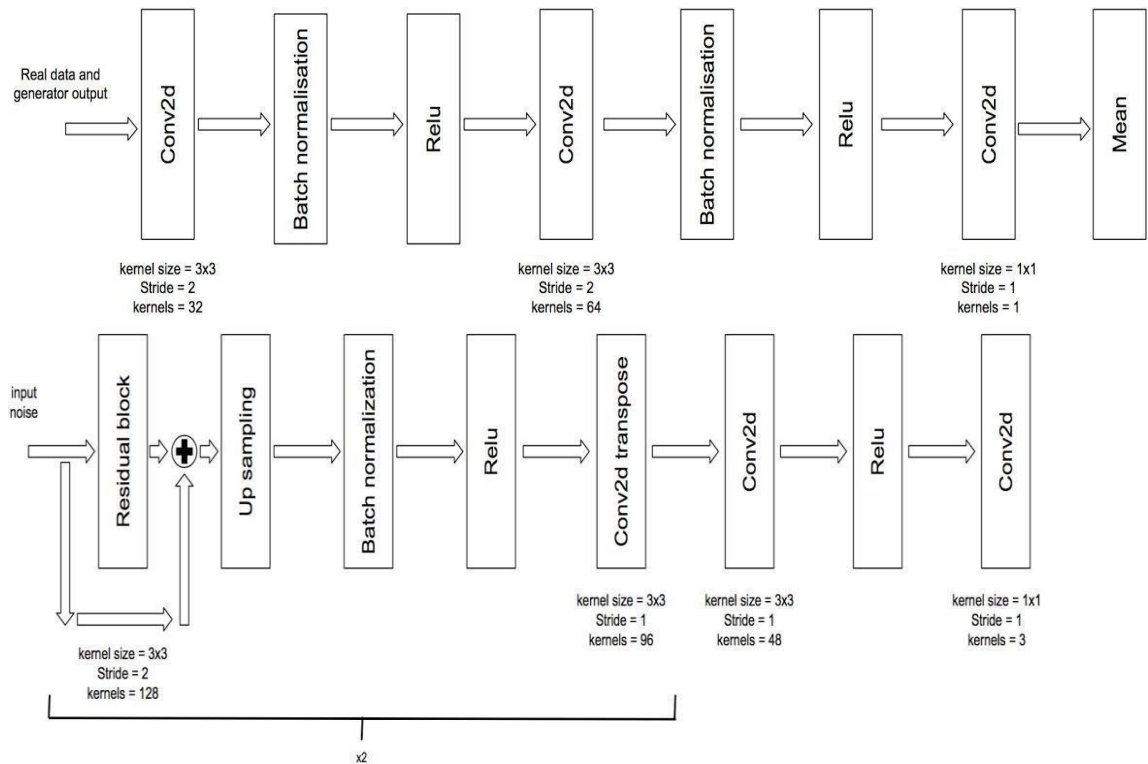 Real data and
generator output
Conv2d
Batch normalisation
Relu
Conv2d
Batch normalisation
Relu
Conv2d
Mean
kernel size = 3x3
Stride = 2
kernels = 32
kernel size = 3x3
Stride = 2
kernels = 64
kernel size = 1x1
Stride = 1
kernels = 1
input
noise
Residual block
Up sampling
Batch normalization
Relu
Conv2d transpose
Conv2d
Relu
Conv2d
kernel size = 3x3
Stride = 2
kernels = 128
kernel size = 3x3
Stride = 1
kernels = 96
kernel size = 3x3
Stride = 1
kernels = 48
kernel size = 1x1
Stride = 1
kernels = 3
x2